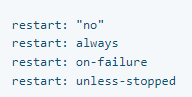 restart: "no"
restart: always
restart: on-failure
restart: unless-stopped